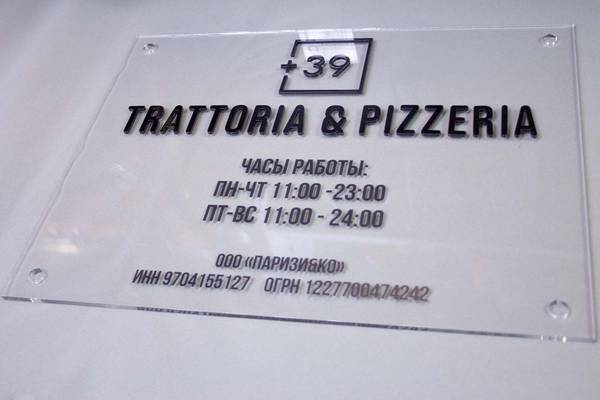 +39
TRATTORIA & PIZZERIA
ЧАСЫ РАБОТЫ:
ПН-ЧТ 11:00 -23:00
ПТ-ВС 11:00 - 24:00
ООО «ПАРИЗИ&КО»
ИНН 9704155127 ОГРН 1227700474242